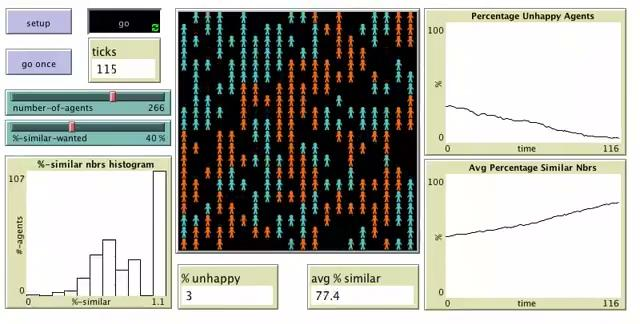 setup
go
go once
ticks
115
number-of-agents 266
%-similar-wanted 40 %
%-similar nbrs histogram
107
#-agents
0
0 %-similar 1.1
% unhappy
3
avg % similar
77.4
Percentage Unhappy Agents
100
%
0
0 time 116
Avg Percentage Similar Nbrs
100
%
0
0 time 116